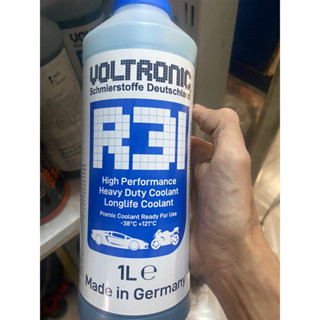 VOLTRONIC
Schmierstoffe Deutschland
R3I
High Performance
Heavy Duty Coolant
Longlife Coolant
Premix Coolant Ready For Use
-38°C +121°C
1L ℮
Made in Germany